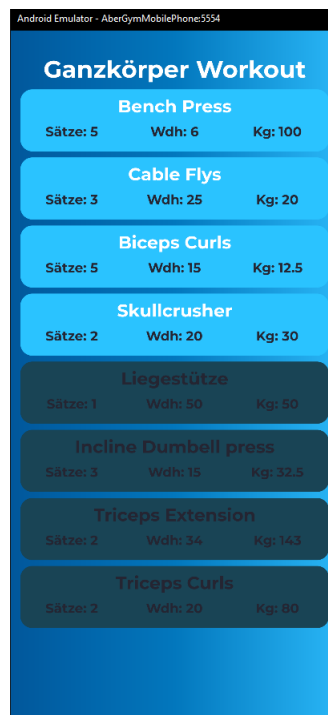 Android Emulator - AberGymMobilePhone:5554
Ganzkörper Workout
Bench Press
Sätze: 5 Wdh: 6 Kg: 100
Cable Flys
Sätze: 3 Wdh: 25 Kg: 20
Biceps Curls
Sätze: 5 Wdh: 15 Kg: 12.5
Skullcrusher
Sätze: 2 Wdh: 20 Kg: 30
Liegestütze
Sätze: 1 Wdh: 50 Kg: 50
Incline Dumbell press
Sätze: 3 Wdh: 15 Kg: 32.5
Triceps Extension
Sätze: 2 Wdh: 34 Kg: 143
Triceps Curls
Sätze: 2 Wdh: 20 Kg: 80